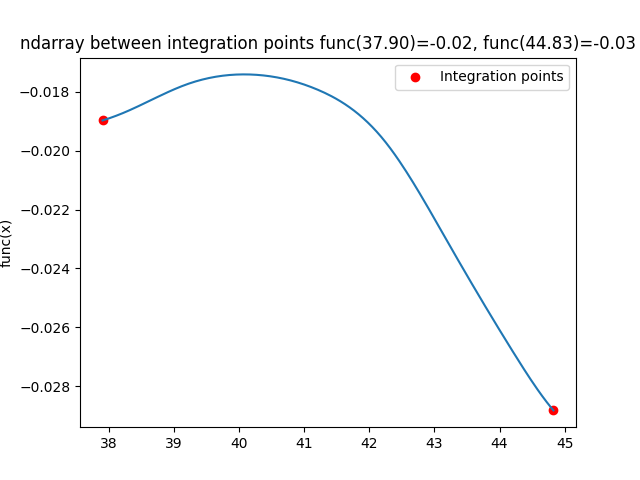 ndarray between integration points func(37.90)=-0.02, func(44.83)=-0.03
Integration points
−0.018
−0.020
−0.022
−0.024
−0.026
−0.028
func(x)
38 39 40 41 42 43 44 45